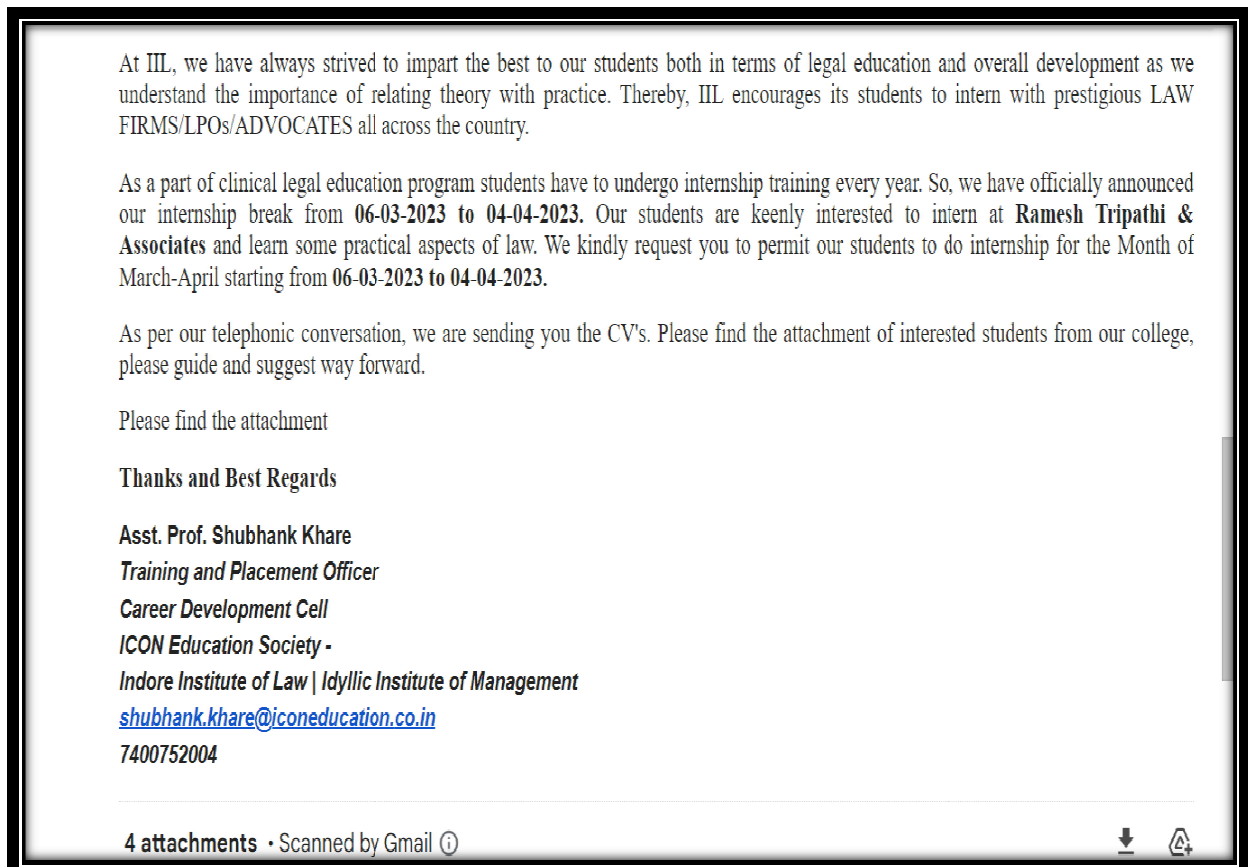 At IIL, we have always strived to impart the best to our students both in terms of legal education and overall development as we
understand the importance of relating theory with practice. Thereby, IIL encourages its students to intern with prestigious LAW
FIRMS/LPOs/ADVOCATES all across the country.
As a part of clinical legal education program students have to undergo internship training every year. So, we have officially announced
our internship break from 06-03-2023 to 04-04-2023. Our students are keenly interested to intern at Ramesh Tripathi &
Associates and learn some practical aspects of law. We kindly request you to permit our students to do internship for the Month of
March-April starting from 06-03-2023 to 04-04-2023.
As per our telephonic conversation, we are sending you the CV's. Please find the attachment of interested students from our college,
please guide and suggest way forward.
Please find the attachment
Thanks and Best Regards
Asst. Prof. Shubhank Khare
Training and Placement Officer
Career Development Cell
ICON Education Society -
Indore Institute of Law | Idyllic Institute of Management
shubhank.khare@iconeducation.co.in
7400752004
4 attachments • Scanned by Gmail